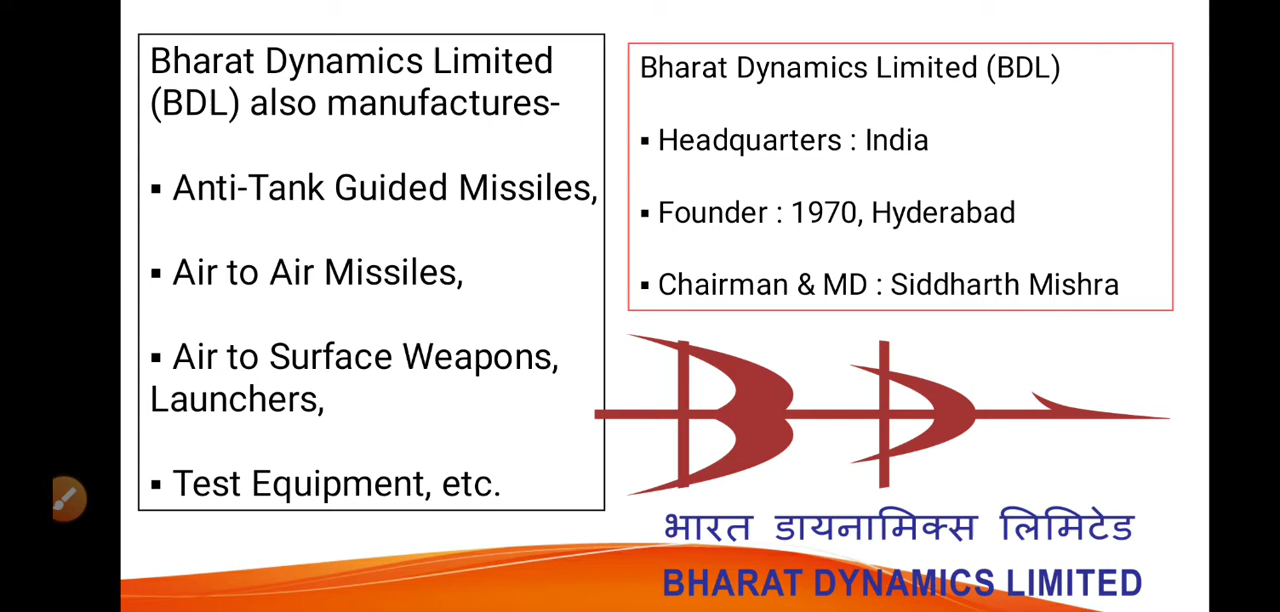 Bharat Dynamics Limited
(BDL) also manufactures-
▪ Anti-Tank Guided Missiles,
▪ Air to Air Missiles,
▪ Air to Surface Weapons,
Launchers,
▪ Test Equipment, etc.
Bharat Dynamics Limited (BDL)
▪ Headquarters : India
▪ Founder : 1970, Hyderabad
▪ Chairman & MD : Siddharth Mishra
भारत डायनामिक्स लिमिटेड
BHARAT DYNAMICS LIMITED